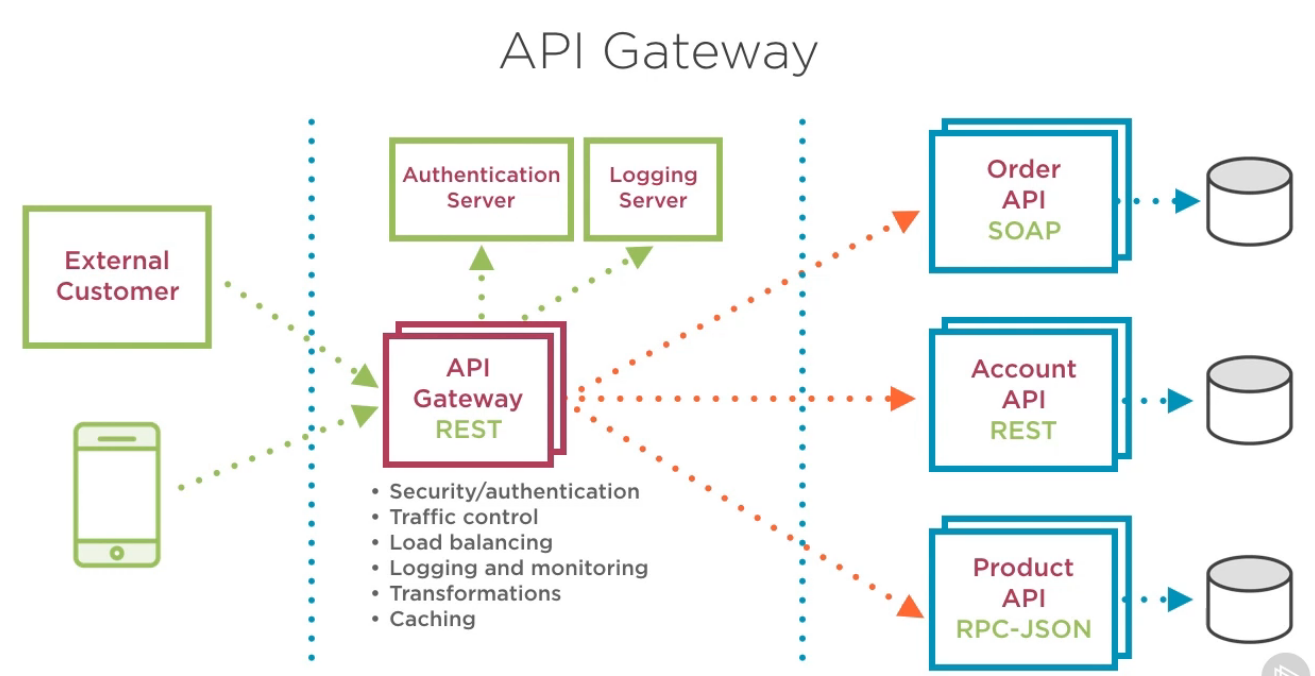 API Gateway
External
Customer
Authentication
Server
Logging
Server
API
Gateway
REST
• Security/authentication
• Traffic control
• Load balancing
• Logging and monitoring
• Transformations
• Caching
Order
API
SOAP
Account
API
REST
Product
API
RPC-JSON